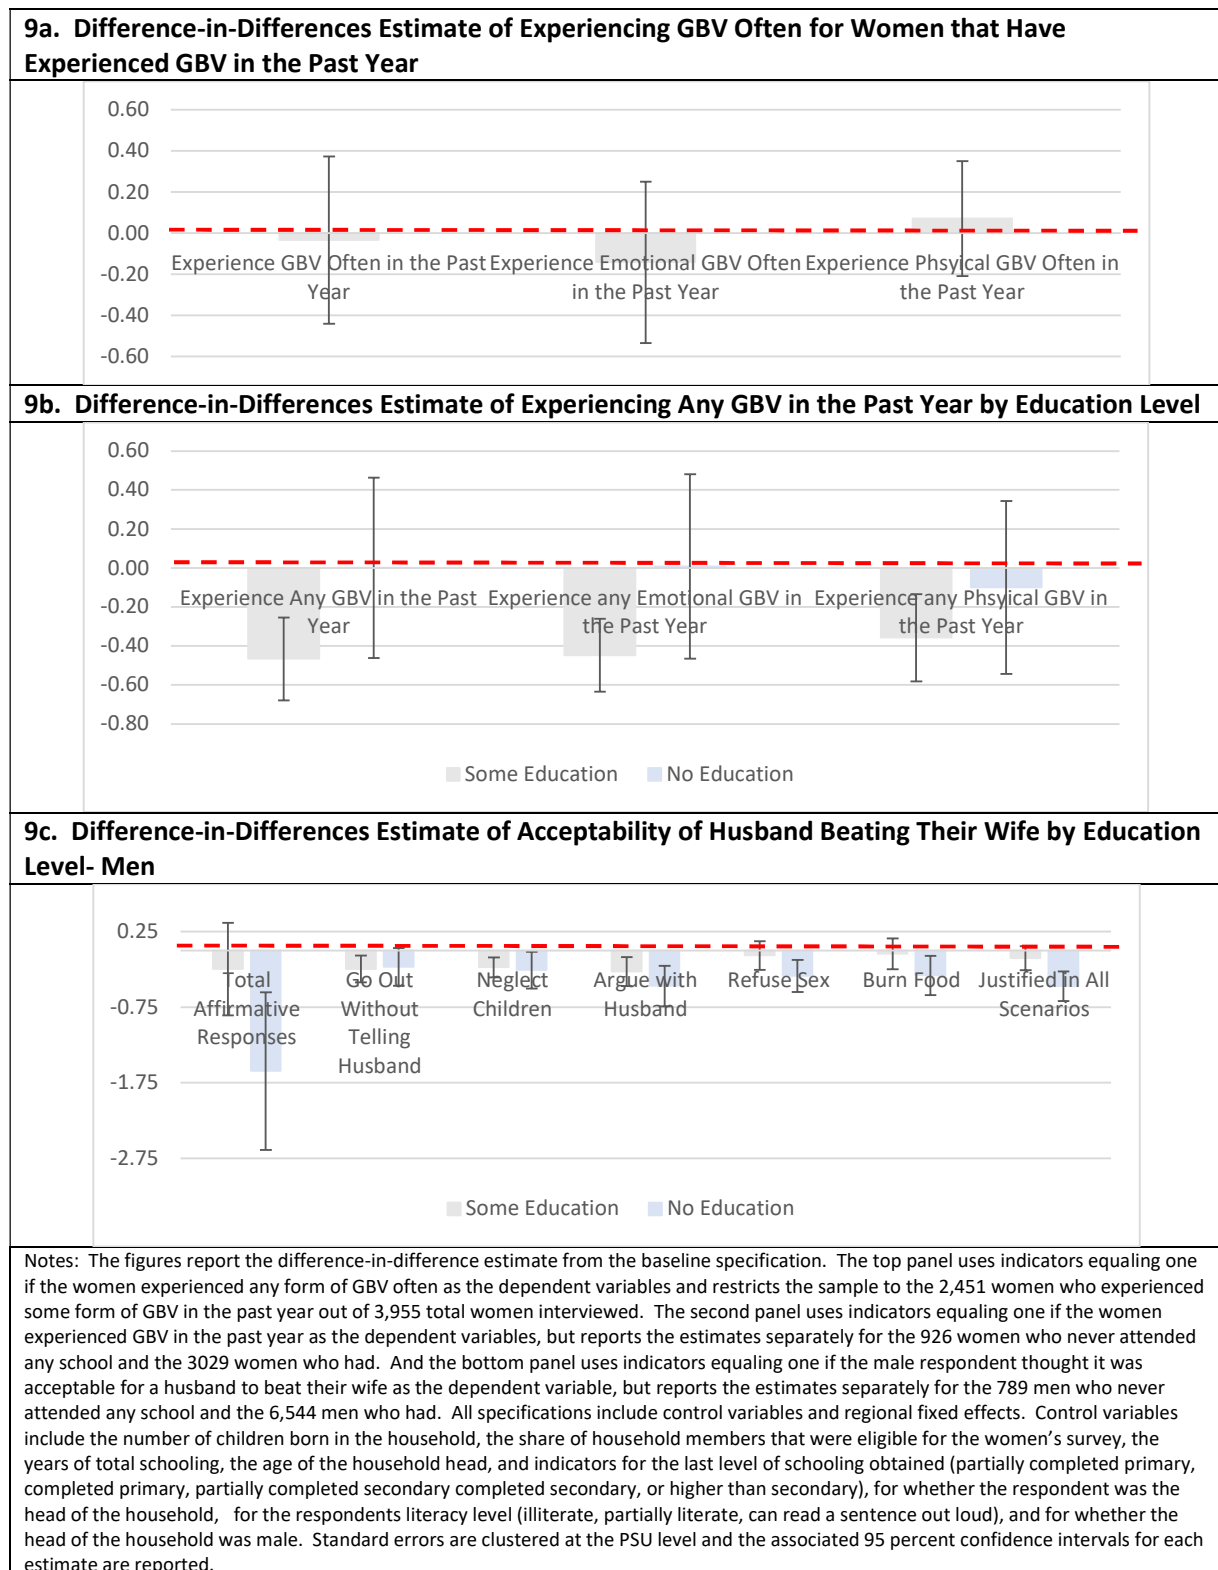 9a.  Difference-in-Differences Estimate of Experiencing GBV Often for Women that Have
Experienced GBV in the Past Year
0.60
0.40
0.20
0.00
-0.20
-0.40
-0.60
Experience GBV Often in the Past
Year
Experience Emotional GBV Often
in the Past Year
Experience Phsyical GBV Often in
the Past Year
9b.  Difference-in-Differences Estimate of Experiencing Any GBV in the Past Year by Education Level
0.60
0.40
0.20
0.00
-0.20
-0.40
-0.60
-0.80
Experience Any GBV in the Past
Year
Experience any Emotional GBV in
the Past Year
Experience any Phsyical GBV in
the Past Year
Some Education
No Education
9c.  Difference-in-Differences Estimate of Acceptability of Husband Beating Their Wife by Education
Level- Men
0.25
-0.75
-1.75
-2.75
Total
Affirmative
Responses
Go Out
Without
Telling
Husband
Neglect
Children
Argue with
Husband
Refuse Sex
Burn Food
Justified in All
Scenarios
Some Education
No Education
Notes:  The figures report the difference-in-difference estimate from the baseline specification.  The top panel uses indicators equaling one
if the women experienced any form of GBV often as the dependent variables and restricts the sample to the 2,451 women who experienced
some form of GBV in the past year out of 3,955 total women interviewed.  The second panel uses indicators equaling one if the women
experienced GBV in the past year as the dependent variables, but reports the estimates separately for the 926 women who never attended
any school and the 3029 women who had.  And the bottom panel uses indicators equaling one if the male respondent thought it was
acceptable for a husband to beat their wife as the dependent variable, but reports the estimates separately for the 789 men who never
attended any school and the 6,544 men who had.  All specifications include control variables and regional fixed effects.  Control variables
include the number of children born in the household, the share of household members that were eligible for the women's survey, the
years of total schooling, the age of the household head, and indicators for the last level of schooling obtained (partially completed primary,
completed primary, partially completed secondary completed secondary, or higher than secondary), for whether the respondent was the
head of the household,   for the respondents literacy level (illiterate, partially literate, can read a sentence out loud), and for whether the
head of the household was male.  Standard errors are clustered at the PSU level and the associated 95 percent confidence intervals for each
estimate are reported.